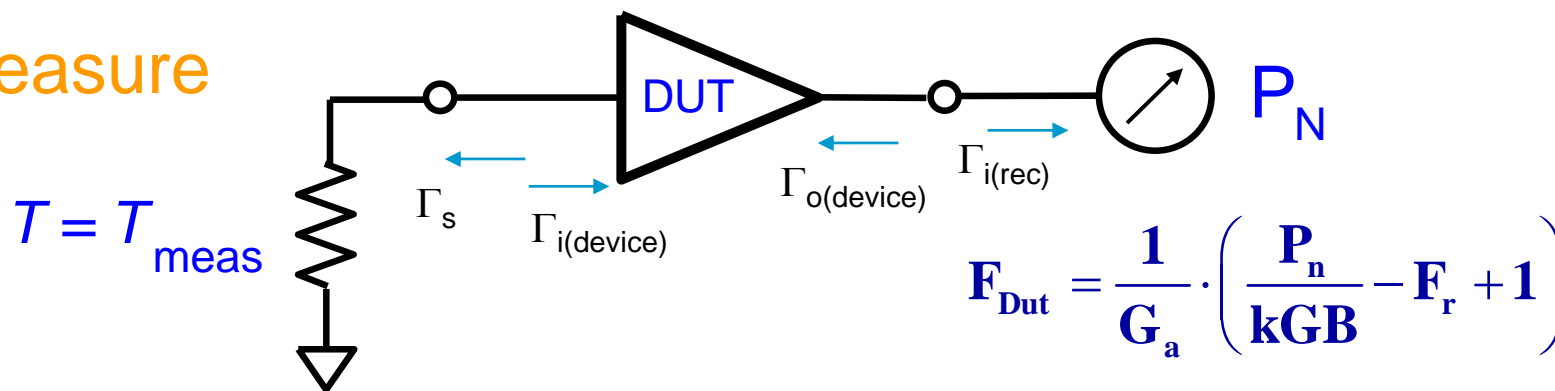 easure
DUT
P_N
Γ_s
Γ_i(device)
Γ_o(device)
Γ_i(rec)
T = T_meas
F_Dut = 1/G_a · (P_n/kGB − F_r + 1)